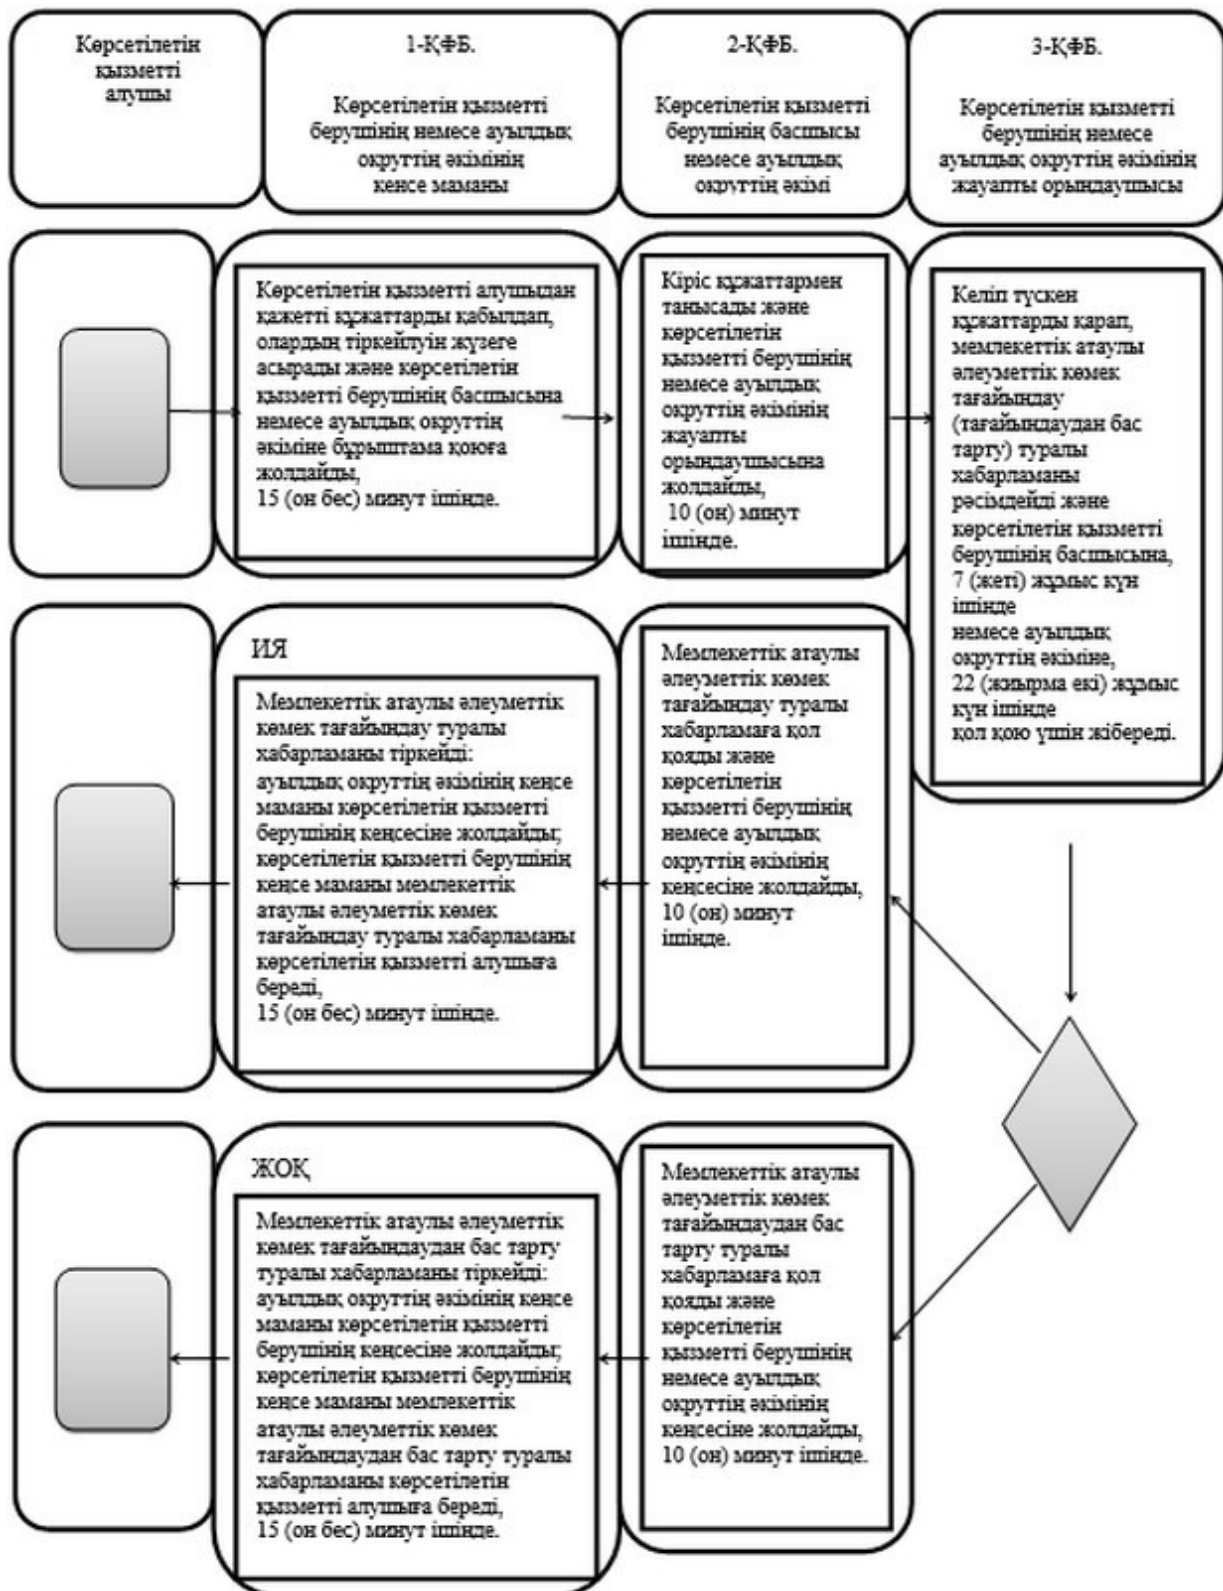 Көрсетілетін
қызметті
алушы
1-ҚФБ.
Көрсетілетін қызметті
берушінің немесе ауылдық
округтің әкімінің
кеңсе маманы
2-ҚФБ.
Көрсетілетін қызметті
берушінің басшысы
немесе ауылдық
округтің әкімі
3-ҚФБ.
Көрсетілетін қызметті
берушінің немесе
ауылдық округтің әкімінің
жауапты орындаушысы
Көрсетілетін қызметті алушыдан
қажетті құжаттарды қабылдап,
олардың тіркейлуін жүзеге
асырады және көрсетілетін
қызметті берушінің басшысына
немесе ауылдық округтің
әкіміне бұрыштама қоюға
жолдайды,
15 (он бес) минут ішінде.
Кіріс құжаттармен
танысады және
көрсетілетін
қызметті берушінің
немесе ауылдық
округтің әкімінің
жауапты
орындаушысына
жолдайды,
10 (он) минут
ішінде.
Келіп түскен
құжаттарды қарап,
мемлекеттік атаулы
әлеуметтік көмек
тағайындау
(тағайындаудан бас
тарту) туралы
хабарламаны
рәсімдейді және
көрсетілетін қызметті
берушінің басшысына,
7 (жеті) жұмыс күн
ішінде
немесе ауылдық
округтің әкіміне,
22 (жиырма екі) жұмыс
күн ішінде
қол қою үшін жібереді.
ИЯ
Мемлекеттік атаулы әлеуметтік
көмек тағайындау туралы
хабарламаны тіркейді:
ауылдық округтің әкімінің кеңсе
маманы көрсетілетін қызметті
берушінің кеңсесіне жолдайды;
көрсетілетін қызметті берушінің
кеңсе маманы мемлекеттік
атаулы әлеуметтік көмек
тағайындау туралы хабарламаны
көрсетілетін қызметті алушыға
береді,
15 (он бес) минут ішінде.
Мемлекеттік атаулы
әлеуметтік көмек
тағайындау туралы
хабарламаға қол
қояды және
көрсетілетін
қызметті берушінің
немесе ауылдық
округтің әкімінің
кеңсесіне жолдайды,
10 (он) минут
ішінде.
ЖОҚ
Мемлекеттік атаулы әлеуметтік
көмек тағайындаудан бас тарту
туралы хабарламаны тіркейді:
ауылдық округтің әкімінің кеңсе
маманы көрсетілетін қызметті
берушінің кеңсесіне жолдайды;
көрсетілетін қызметті берушінің
кеңсе маманы мемлекеттік
атаулы әлеуметтік көмек
тағайындаудан бас тарту туралы
хабарламаны көрсетілетін
қызметті алушыға береді,
15 (он бес) минут ішінде.
Мемлекеттік атаулы
әлеуметтік көмек
тағайындаудан бас
тарту туралы
хабарламаға қол
қояды және
көрсетілетін
қызметті берушінің
немесе ауылдық
округтің әкімінің
кеңсесіне жолдайды,
10 (он) минут ішінде.